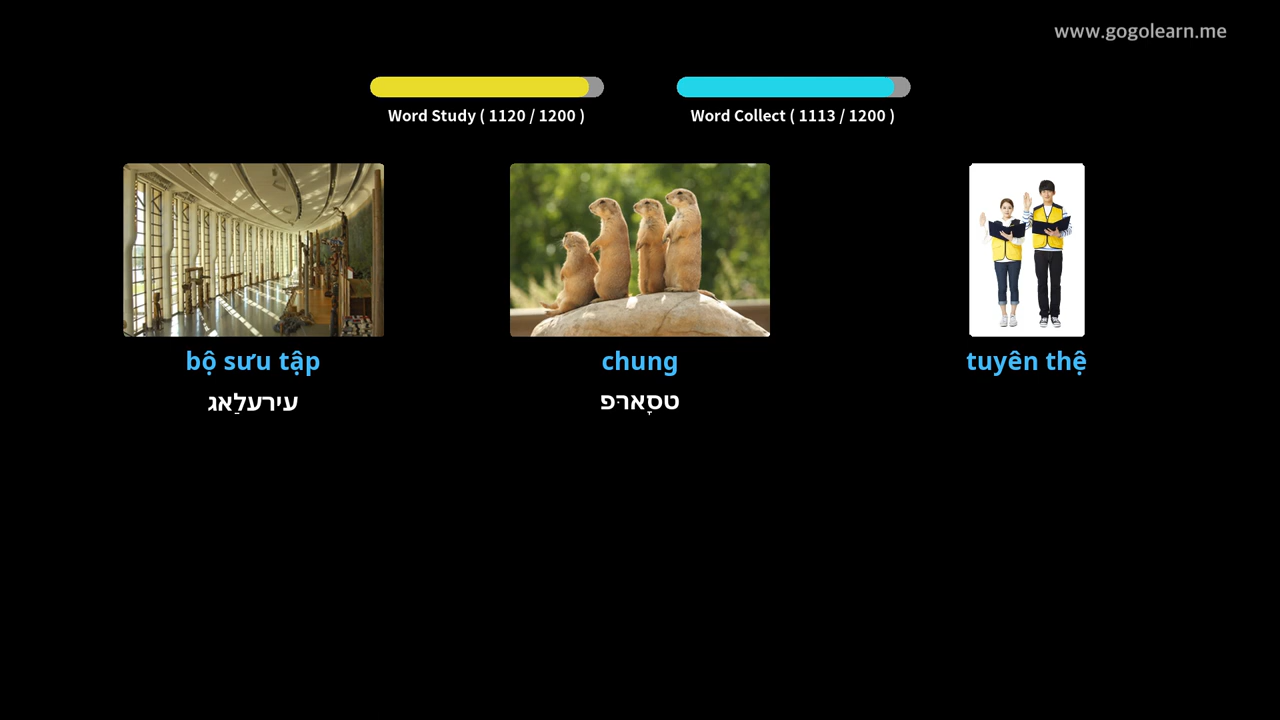 www.gogolearn.me
Word Study ( 1120 / 1200 )
Word Collect ( 1113 / 1200 )
bộ sưu tập
chung
tuyên thệ
עירעלַאג
טסָארּפ